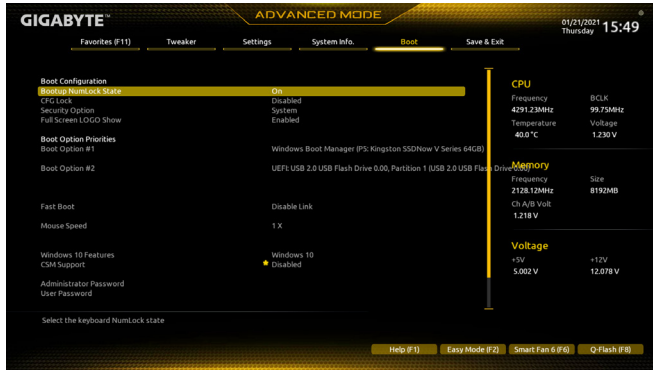 GIGABYTE™
ADVANCED MODE
01/21/2021 Thursday 15:49
Favorites (F11) Tweaker Settings System Info. Boot Save & Exit
Boot Configuration
Bootup NumLock State On
CFG Lock Disabled
Security Option System
Full Screen LOGO Show Enabled
Boot Option Priorities
Boot Option #1 Windows Boot Manager (P5: Kingston SSDNow V Series 64GB)
Boot Option #2 UEFI: USB 2.0 USB Flash Drive 0.00, Partition 1 (USB 2.0 USB Flash Drive 0.00)
Fast Boot Disable Link
Mouse Speed 1 X
Windows 10 Features Windows 10
CSM Support Disabled
Administrator Password
User Password
Select the keyboard NumLock state
CPU
Frequency BCLK
4291.23MHz 99.75MHz
Temperature Voltage
40.0 °C 1.230 V
Memory
Frequency Size
2128.12MHz 8192MB
Ch A/B Volt
1.218 V
Voltage
+5V +12V
5.002 V 12.078 V
Help (F1) Easy Mode (F2) Smart Fan 6 (F6) Q-Flash (F8)